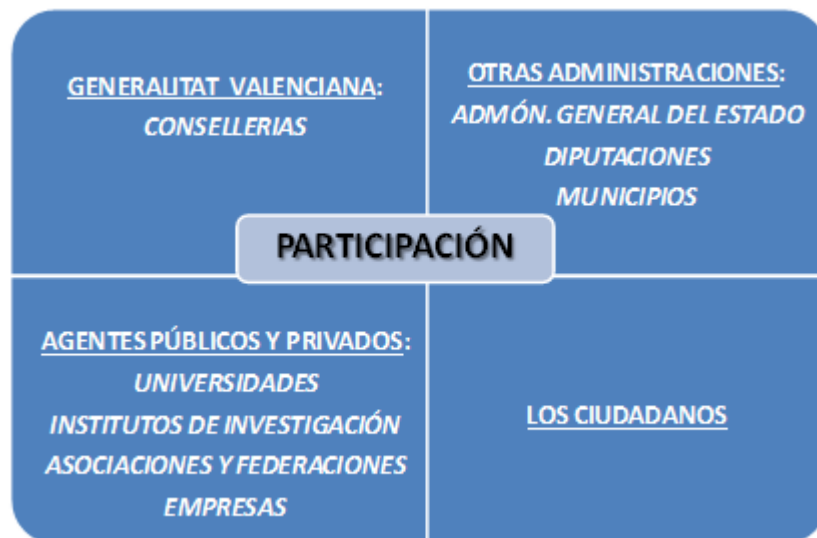 GENERALITAT VALENCIANA:
CONSELLERIAS
OTRAS ADMINISTRACIONES:
ADMÓN. GENERAL DEL ESTADO
DIPUTACIONES
MUNICIPIOS
PARTICIPACIÓN
AGENTES PÚBLICOS Y PRIVADOS:
UNIVERSIDADES
INSTITUTOS DE INVESTIGACIÓN
ASOCIACIONES Y FEDERACIONES
EMPRESAS
LOS CIUDADANOS